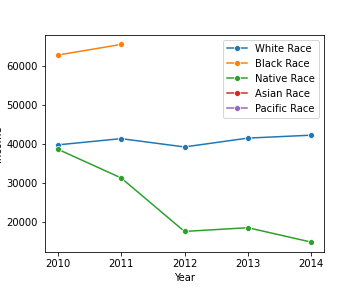 White Race
Black Race
Native Race
Asian Race
Pacific Race
60000
50000
40000
30000
20000
2010
2011
2012
2013
2014
Year